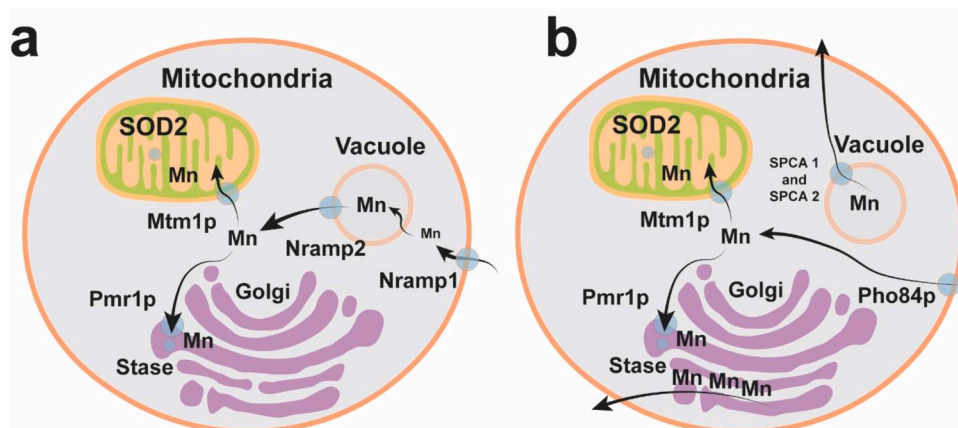 a
Mitochondria
SOD2
Mn
Mtm1p
Vacuole
Mn
Mn
Nramp2
Mn
Nramp1
Pmr1p
Golgi
Mn
Stase
b
Mitochondria
SOD2
Mn
Mtm1p
SPCA 1
and
SPCA 2
Vacuole
Mn
Mn
Pho84p
Pmr1p
Golgi
Mn
Stase
Mn Mn Mn